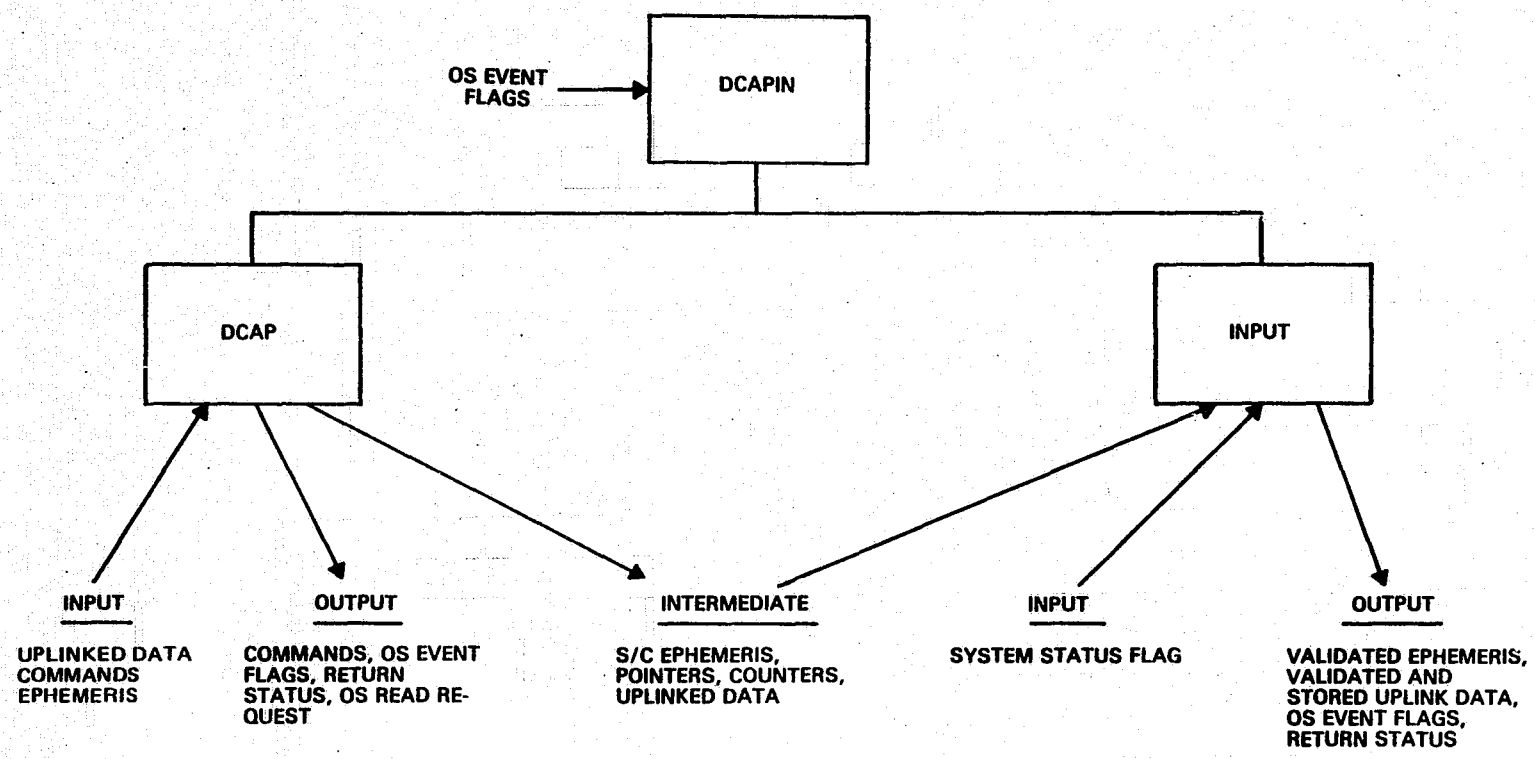 OS EVENT
FLAGS
DCAPIN
DCAP
INPUT
INPUT
UPLINKED DATA
COMMANDS
EPHEMERIS
OUTPUT
COMMANDS, OS EVENT
FLAGS, RETURN
STATUS, OS READ RE-
QUEST
INTERMEDIATE
S/C EPHEMERIS,
POINTERS, COUNTERS,
UPLINKED DATA
INPUT
SYSTEM STATUS FLAG
OUTPUT
VALIDATED EPHEMERIS,
VALIDATED AND
STORED UPLINK DATA,
OS EVENT FLAGS,
RETURN STATUS